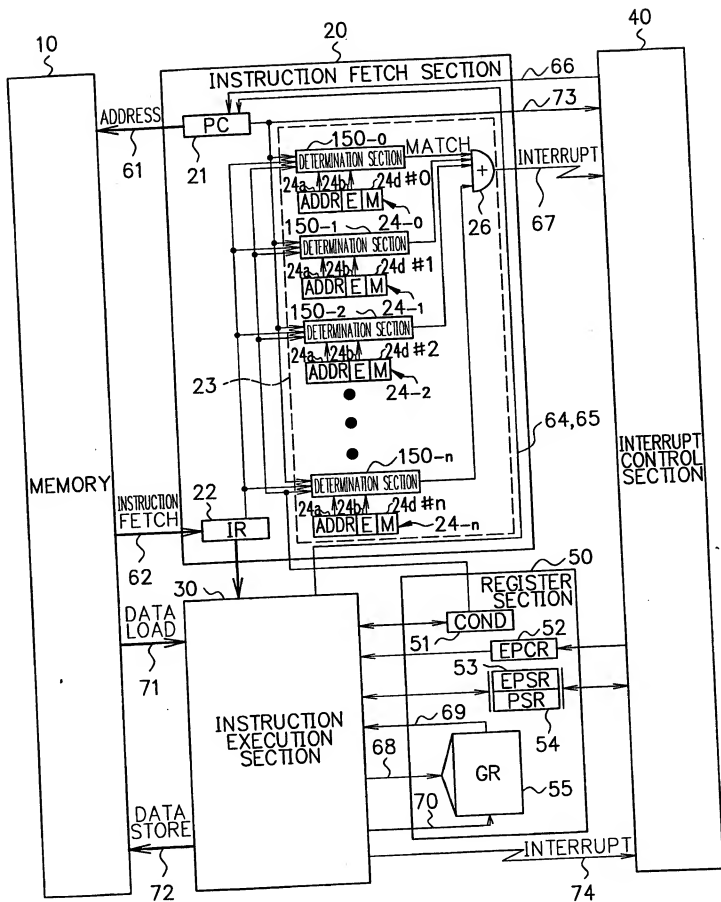 10
20
40
INSTRUCTION FETCH SECTION
66
ADDRESS
PC
73
61
21
150-0
MATCH
DETERMINATION SECTION
INTERRUPT
24a
24b
24d #0
+
ADDR E M
26
67
150-1
24-0
DETERMINATION SECTION
24a
24b
24d #1
ADDR E M
150-2
24-1
DETERMINATION SECTION
24a
24b
24d #2
23
ADDR E M
24-2
64,65
150-n
INTERRUPT
CONTROL
SECTION
MEMORY
DETERMINATION SECTION
INSTRUCTION
FETCH
22
24a
24b
24d #n
IR
ADDR E M
24-n
62
50
30
REGISTER
SECTION
DATA
LOAD
COND
52
51
EPCR
71
53
EPSR
PSR
INSTRUCTION
EXECUTION
SECTION
69
54
68
GR
55
DATA
STORE
70
INTERRUPT
72
74